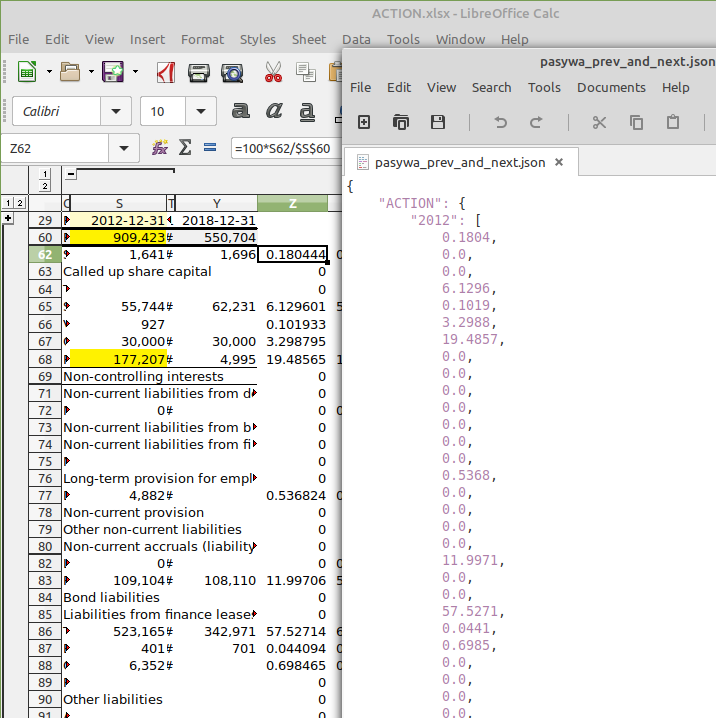 ACTION.xlsx - LibreOffice Calc
File Edit View Insert Format Styles Sheet Data Tools Window Help
Calibri 10
Z62 =100*S62/$S$60
1
2
1 2 S T Y Z
29 2012-12-31 2018-12-31
60 909,423 # 550,704
62 1,641 # 1,696 0.180444
63 Called up share capital 0
64 0
65 55,744 # 62,231 6.129601
66 927 0.101933
67 30,000 # 30,000 3.298795
68 177,207 # 4,995 19.48565
69 Non-controlling interests 0
71 Non-current liabilities from d 0
72 0 # 0
73 Non-current liabilities from b 0
74 Non-current liabilities from fi 0
75 0
76 Long-term provision for empl 0
77 4,882 # 0.536824
78 Non-current provision 0
79 Other non-current liabilities 0
80 Non-current accruals (liability 0
82 0 # 0
83 109,104 # 108,110 11.99706
84 Bond liabilities 0
85 Liabilities from finance lease 0
86 523,165 # 342,971 57.52714
87 401 # 701 0.044094
88 6,352 # 0.698465
89 0
90 Other liabilities 0
91
pasywa_prev_and_next.json
File Edit View Search Tools Documents Help
pasywa_prev_and_next.json ×
{
"ACTION": {
"2012": [
0.1804,
0.0,
0.0,
6.1296,
0.1019,
3.2988,
19.4857,
0.0,
0.0,
0.0,
0.0,
0.0,
0.0,
0.0,
0.5368,
0.0,
0.0,
0.0,
0.0,
11.9971,
0.0,
0.0,
57.5271,
0.0441,
0.6985,
0.0,
0.0,
0.0,
0.0,